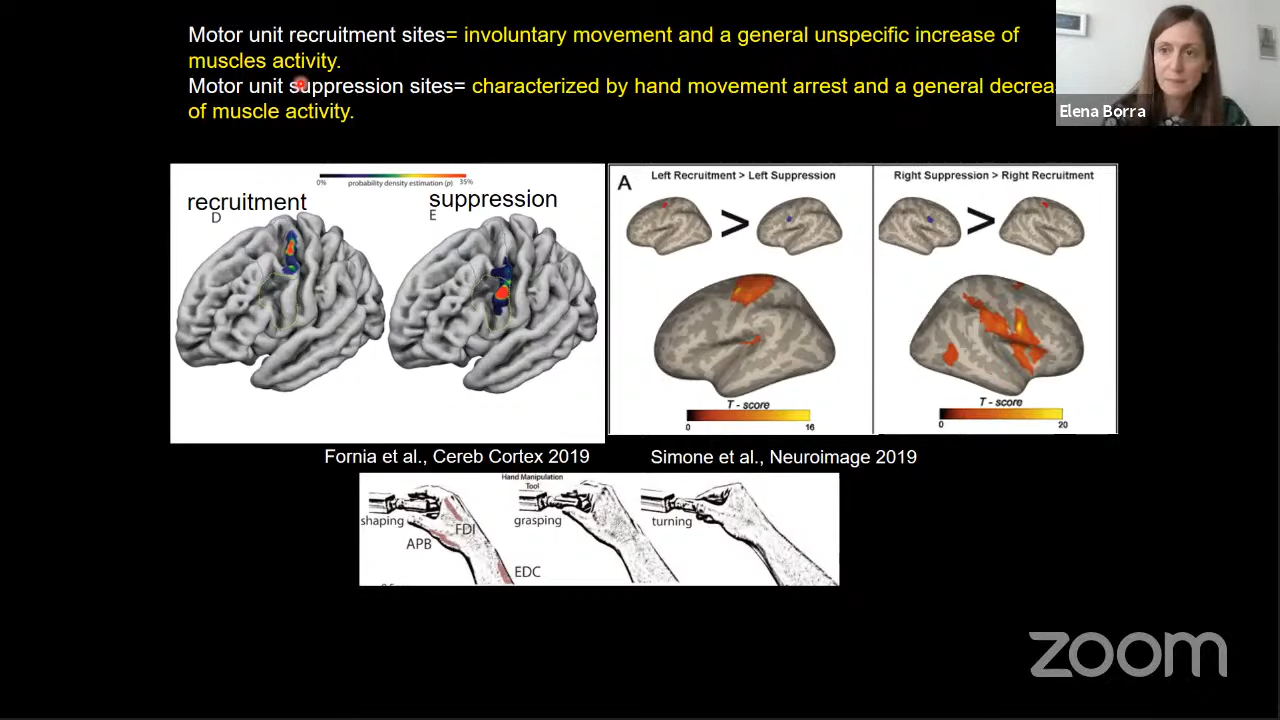 Motor unit recruitment sites= involuntary movement and a general unspecific increase of
muscles activity.
Motor unit suppression sites= characterized by hand movement arrest and a general decrea
of muscle activity.
Elena Borra
0%
probability density estimation (p)
35%
recruitment
D
suppression
E
A
Left Recruitment > Left Suppression
>
T - score
0
16
Right Suppression > Right Recruitment
>
T - score
0
20
Fornia et al., Cereb Cortex 2019
Simone et al., Neuroimage 2019
Hand Manipulation
Tool
shaping
FDI
APB
EDC
grasping
turning
zoom